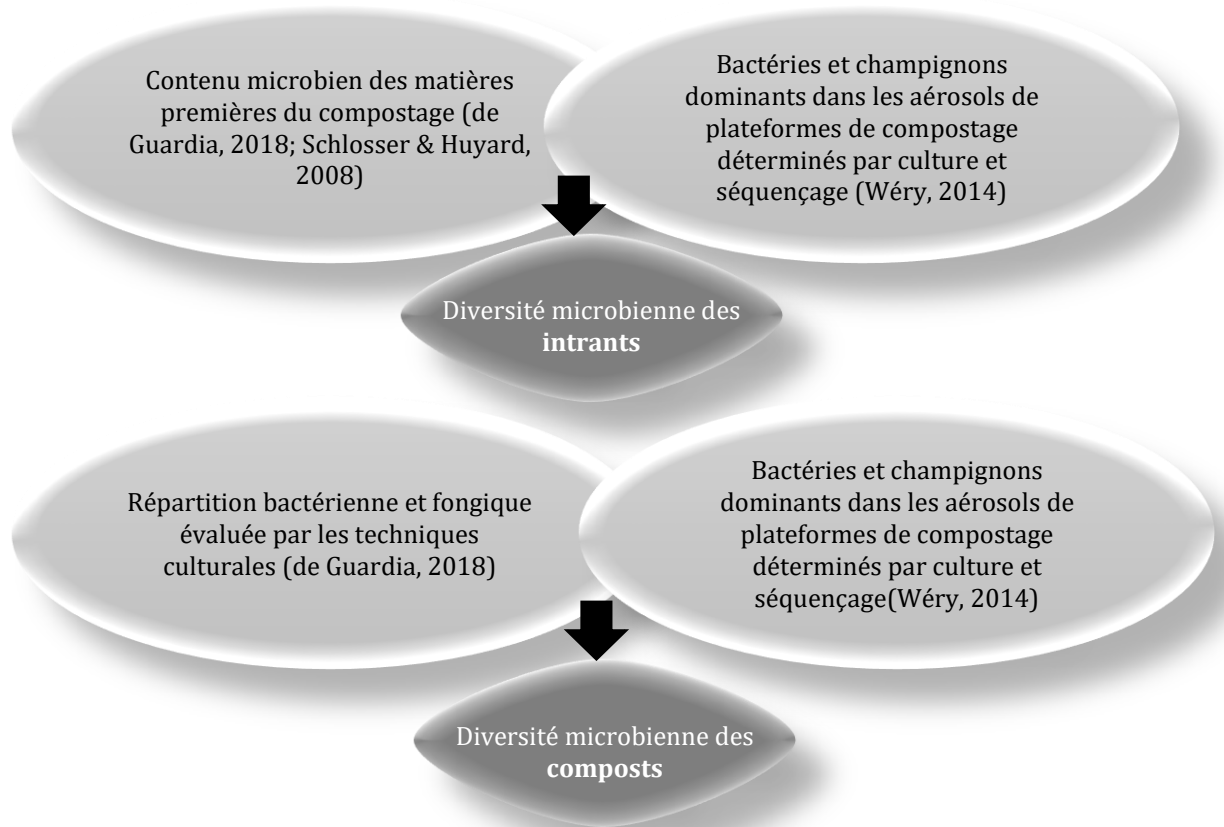 Contenu microbien des matières
premières du compostage (de
Guardia, 2018; Schlosser & Huyard,
2008)
Bactéries et champignons
dominants dans les aérosols de
plateformes de compostage
déterminés par culture et
séquençage (Wéry, 2014)
Diversité microbienne des
intrants
Répartition bactérienne et fongique
évaluée par les techniques
culturales (de Guardia, 2018)
Bactéries et champignons
dominants dans les aérosols de
plateformes de compostage
déterminés par culture et
séquençage(Wéry, 2014)
Diversité microbienne des
composts